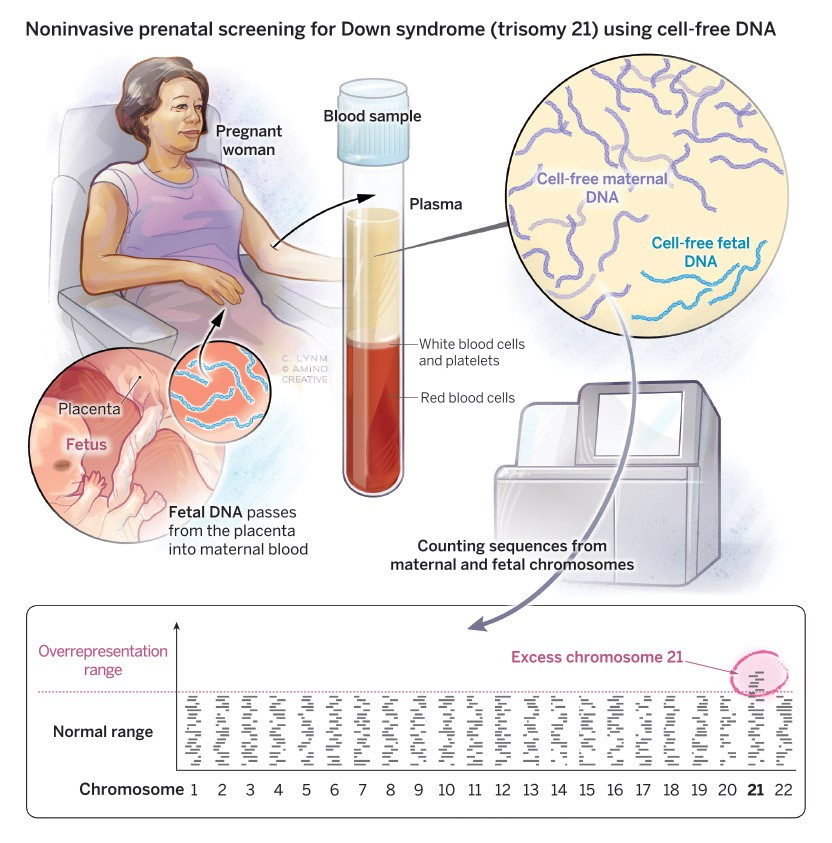 Noninvasive prenatal screening for Down syndrome (trisomy 21) using cell-free DNA
Pregnant
woman
Blood sample
Plasma
Cell-free maternal
DNA
Cell-free fetal
DNA
White blood cells
and platelets
Red blood cells
C. LYNM
© AMINO
CREATIVE
Placenta
Fetus
Fetal DNA passes
from the placenta
into maternal blood
Counting sequences from
maternal and fetal chromosomes
Overrepresentation
range
Excess chromosome 21
Normal range
Chromosome 1 2 3 4 5 6 7 8 9 10 11 12 13 14 15 16 17 18 19 20 21 22